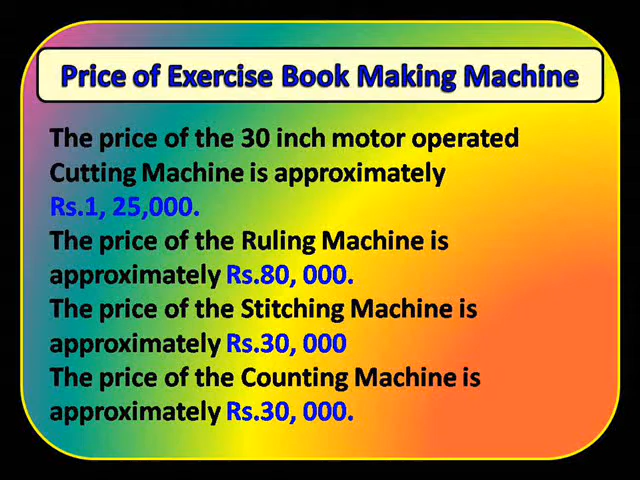 Price of Exercise Book Making Machine
The price of the 30 inch motor operated
Cutting Machine is approximately
Rs.1, 25,000.
The price of the Ruling Machine is
approximately Rs.80, 000.
The price of the Stitching Machine is
approximately Rs.30, 000
The price of the Counting Machine is
approximately Rs.30, 000.